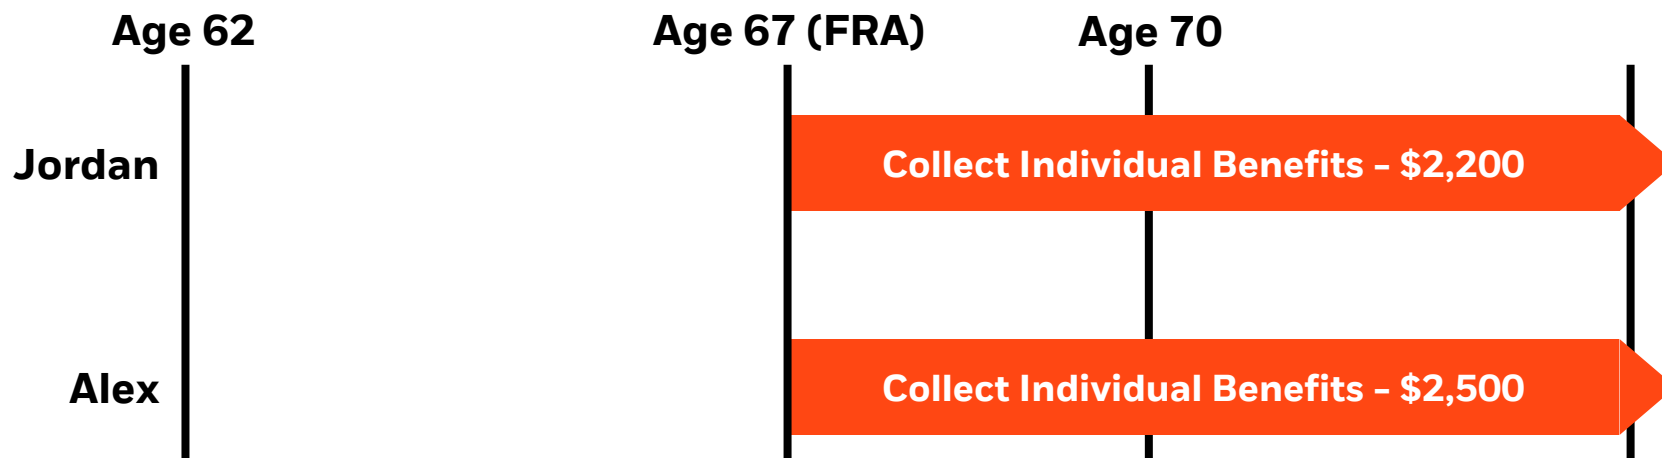 Age 62
Age 67 (FRA)
Age 70
Jordan
Collect Individual Benefits – $2,200
Alex
Collect Individual Benefits – $2,500